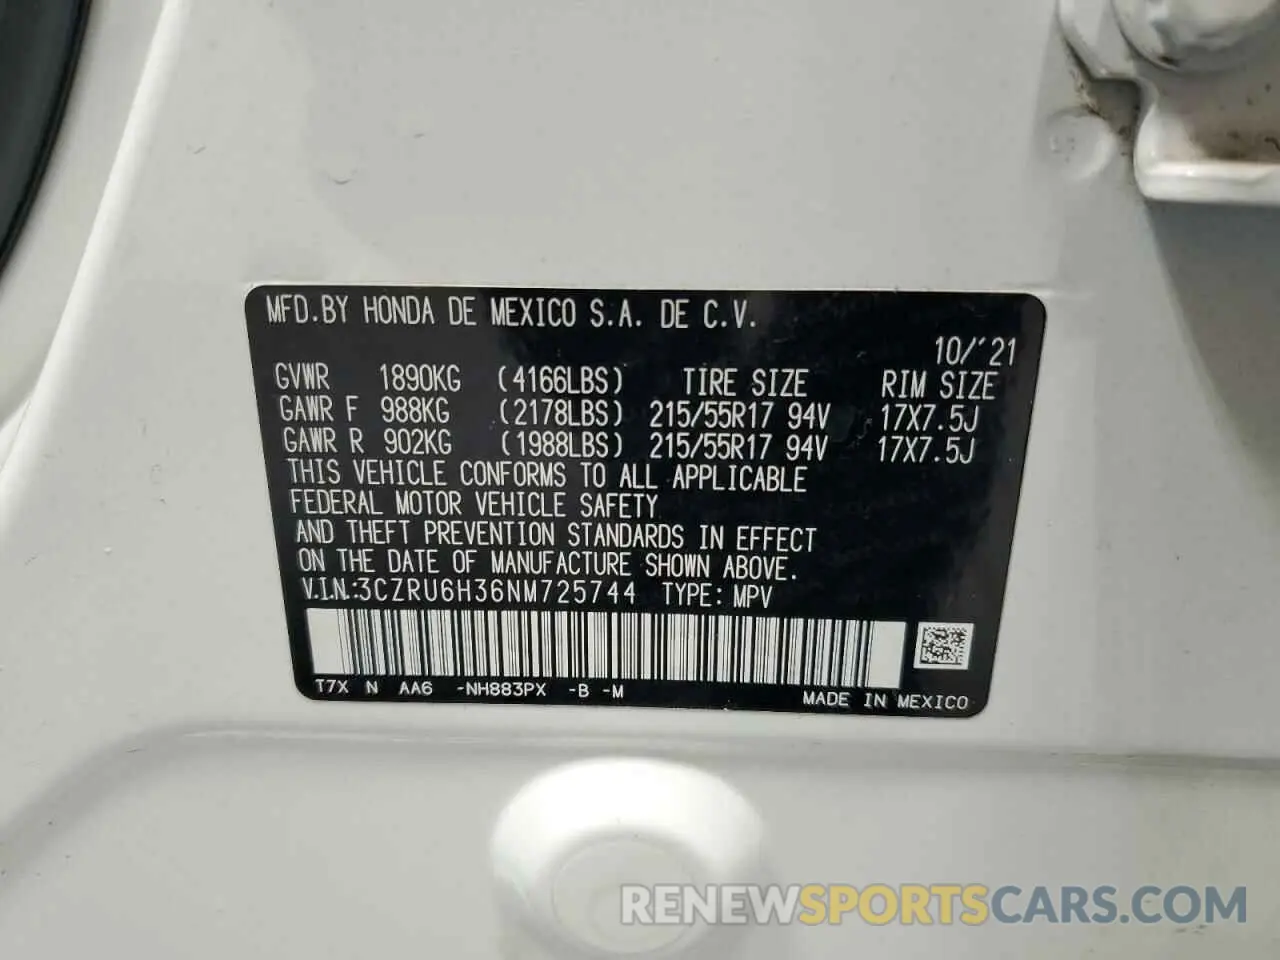 MFD.BY HONDA DE MEXICO S.A. DE C.V.
10/'21
GVWR 1890KG (4166LBS) TIRE SIZE RIM SIZE
GAWR F 988KG (2178LBS) 215/55R17 94V 17X7.5J
GAWR R 902KG (1988LBS) 215/55R17 94V 17X7.5J
THIS VEHICLE CONFORMS TO ALL APPLICABLE
FEDERAL MOTOR VEHICLE SAFETY
AND THEFT PREVENTION STANDARDS IN EFFECT
ON THE DATE OF MANUFACTURE SHOWN ABOVE.
V.I.N.:3CZRU6H36NM725744 TYPE: MPV
T7X N AA6 -NH883PX -B -M
MADE IN MEXICO
RENEWSPORTSCARS.COM